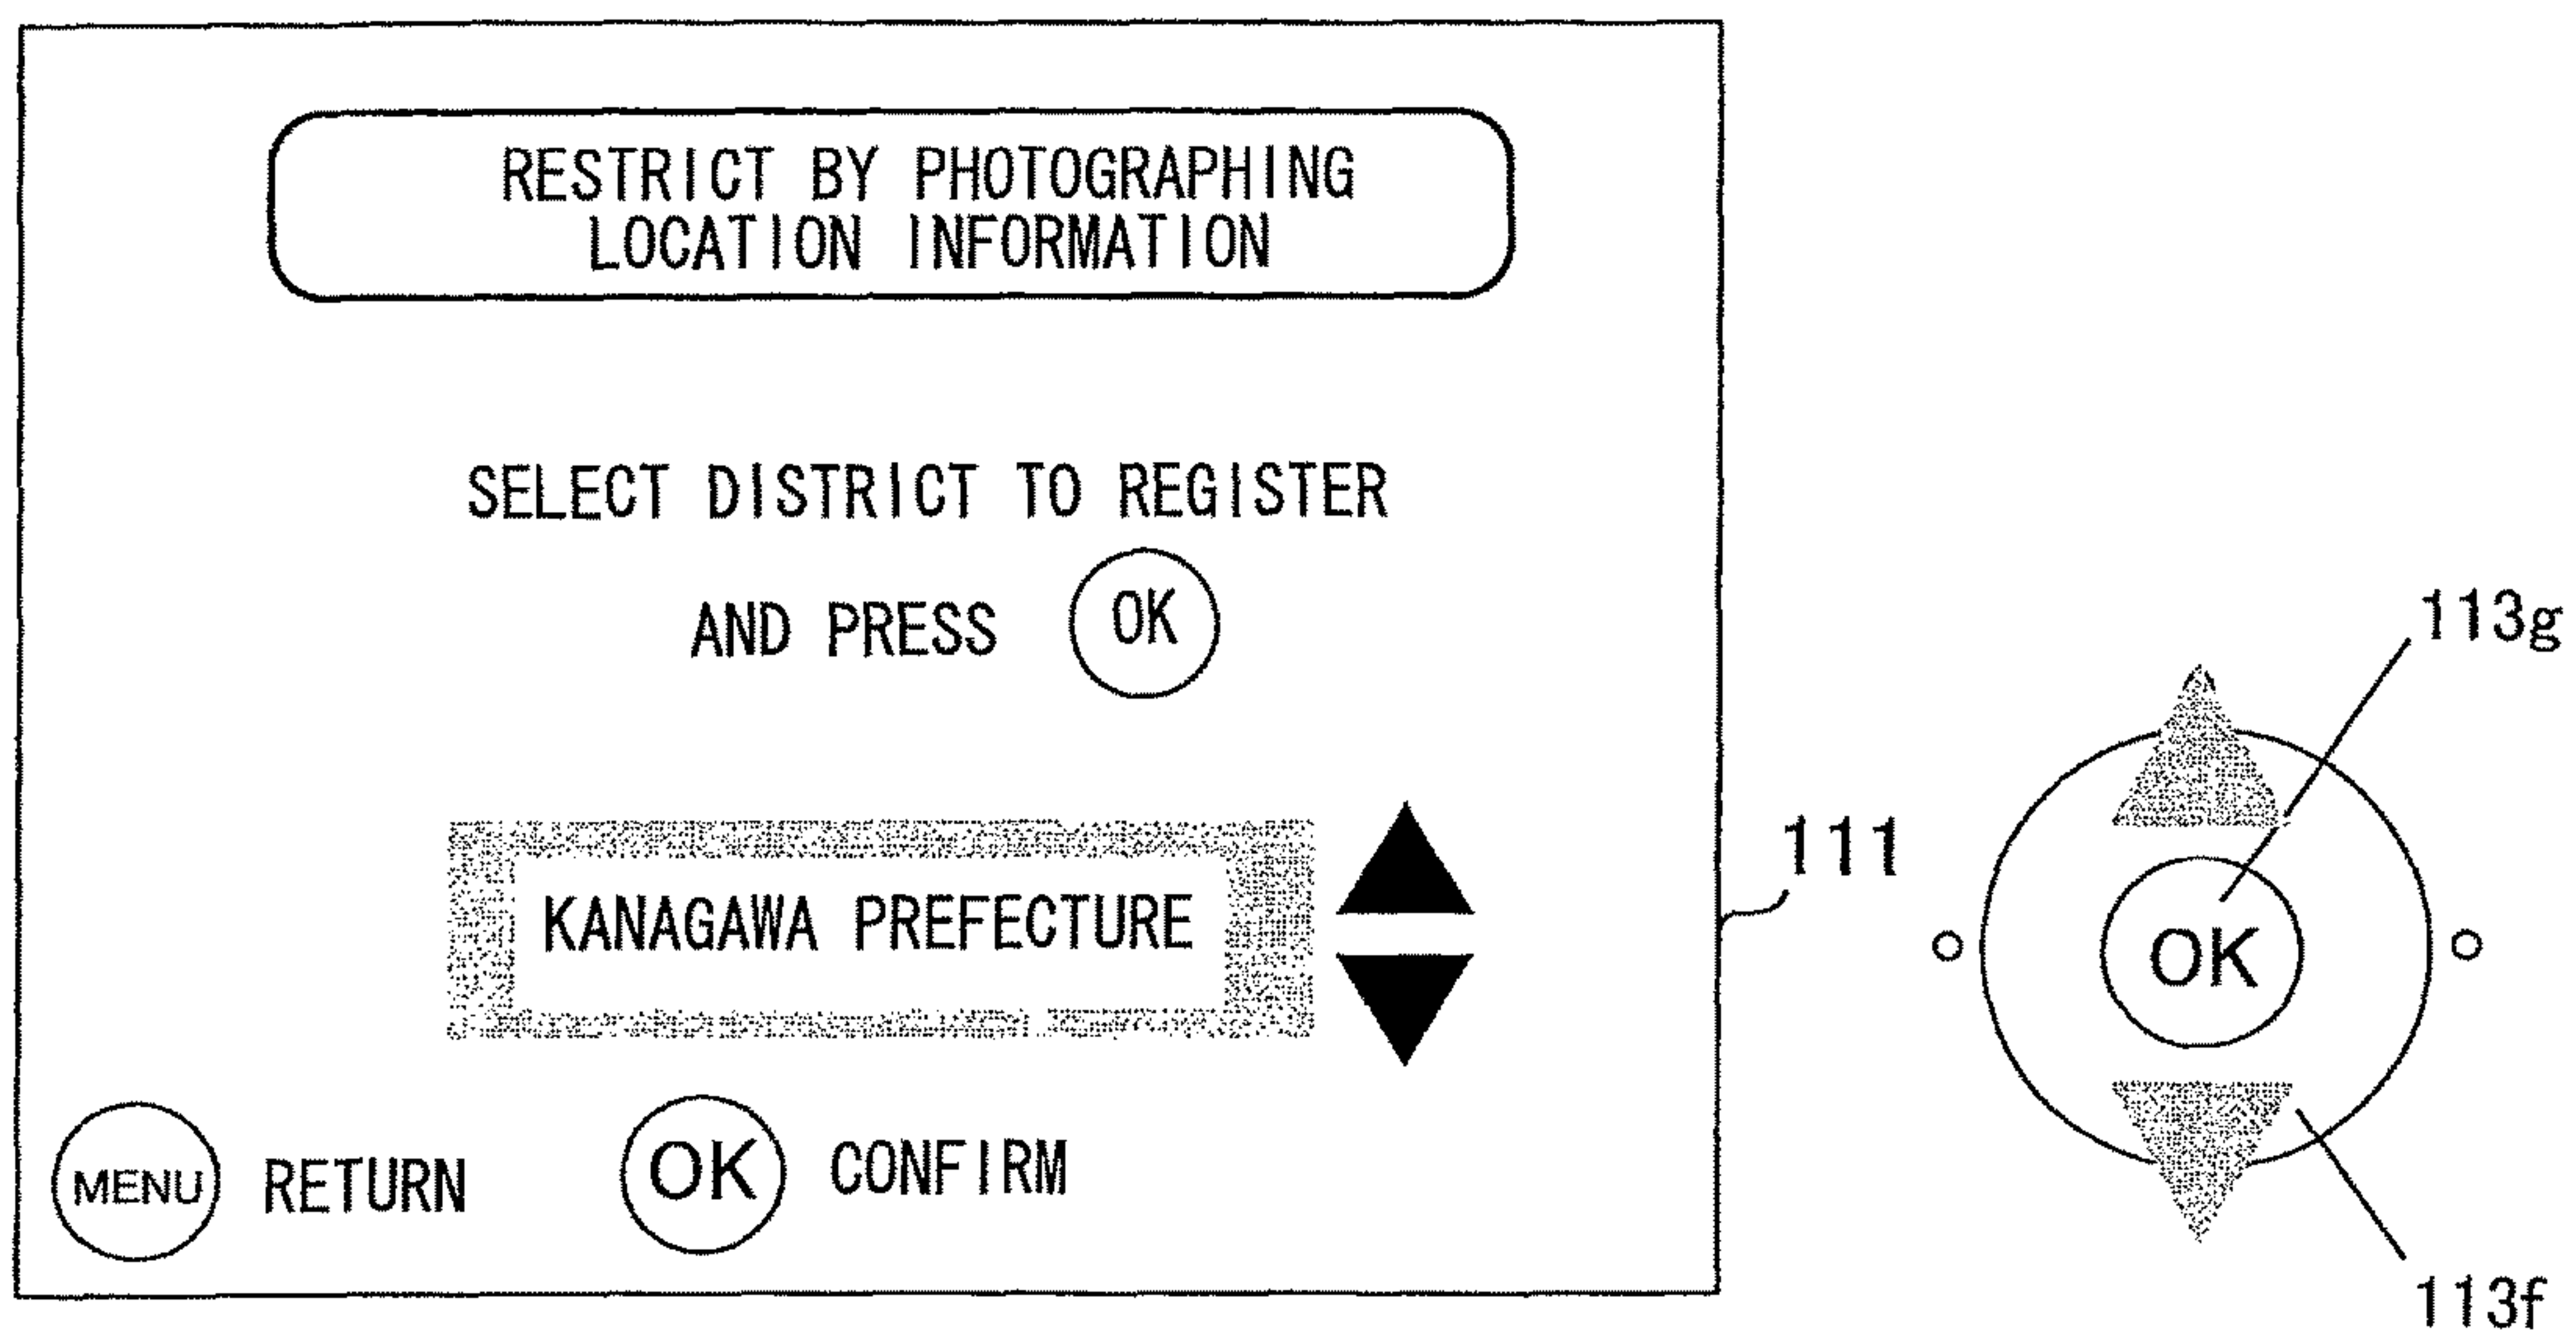 RESTRICT BY PHOTOGRAPHING
LOCATION INFORMATION
SELECT DISTRICT TO REGISTER
AND PRESS OK
KANAGAWA PREFECTURE
MENU RETURN OK CONFIRM
111
113g
OK
113f